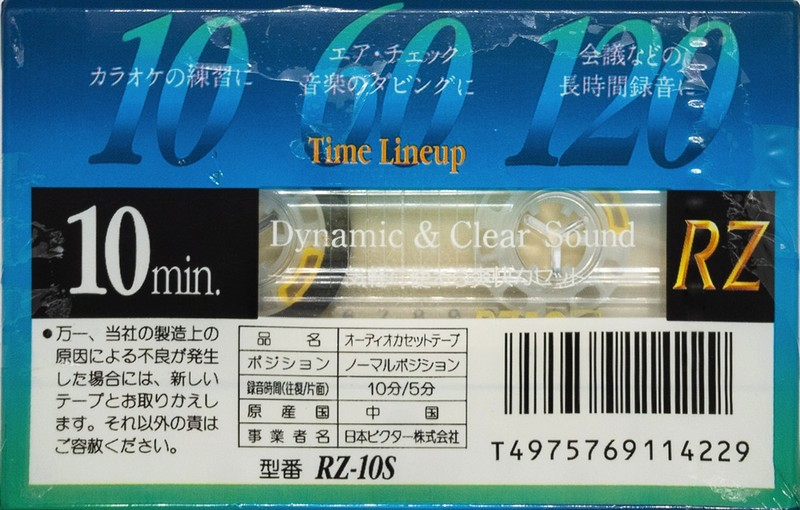 10 60 120
カラオケの練習に
エア・チェック
音楽のダビングに
会議などの
長時間録音に
Time Lineup
10min.
Dynamic & Clear Sound
RZ
●万一、当社の製造上の
原因による不良が発生
した場合には、新しい
テープとお取りかえし
ます。それ以外の責は
ご容赦ください。
品名 オーディオカセットテープ
ポジション ノーマルポジション
録音時間(往復/片面) 10分/5分
原産国 中国
事業者名 日本ビクター株式会社
型番 RZ-10S
T4975769114229